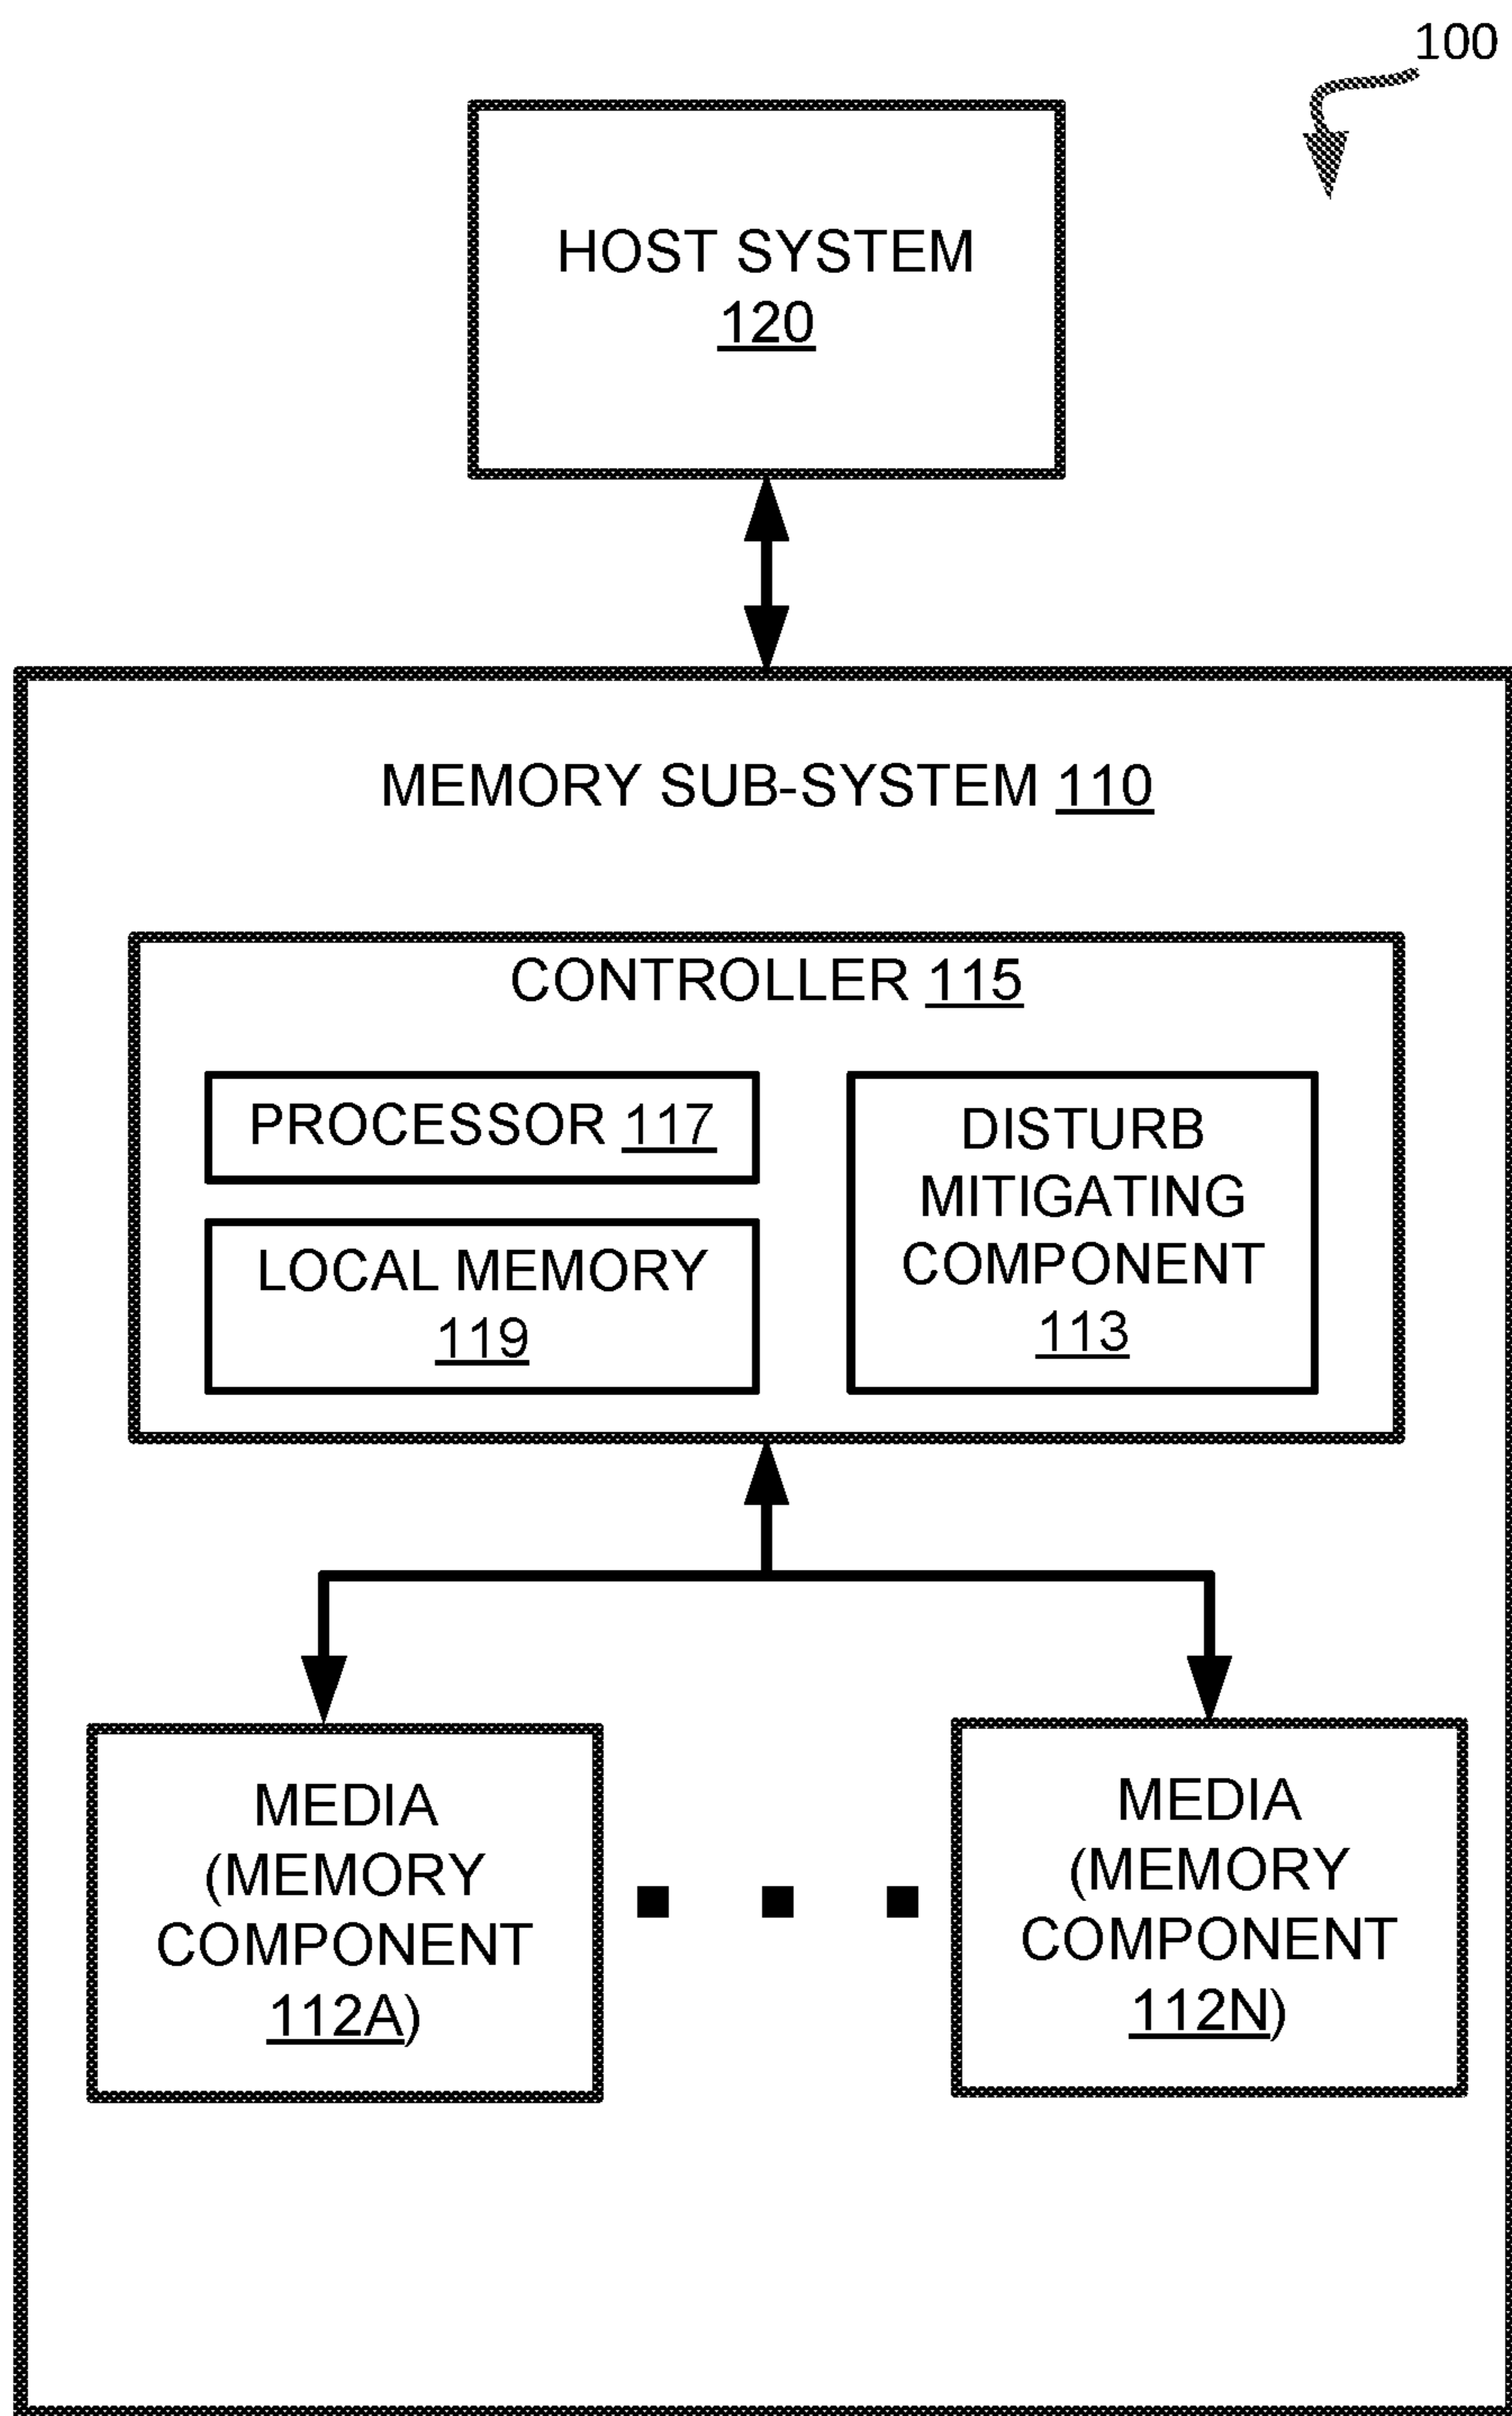 100
HOST SYSTEM
120
MEMORY SUB-SYSTEM 110
CONTROLLER 115
PROCESSOR 117
LOCAL MEMORY
119
DISTURB
MITIGATING
COMPONENT
113
MEDIA
(MEMORY
COMPONENT
112A)
MEDIA
(MEMORY
COMPONENT
112N)